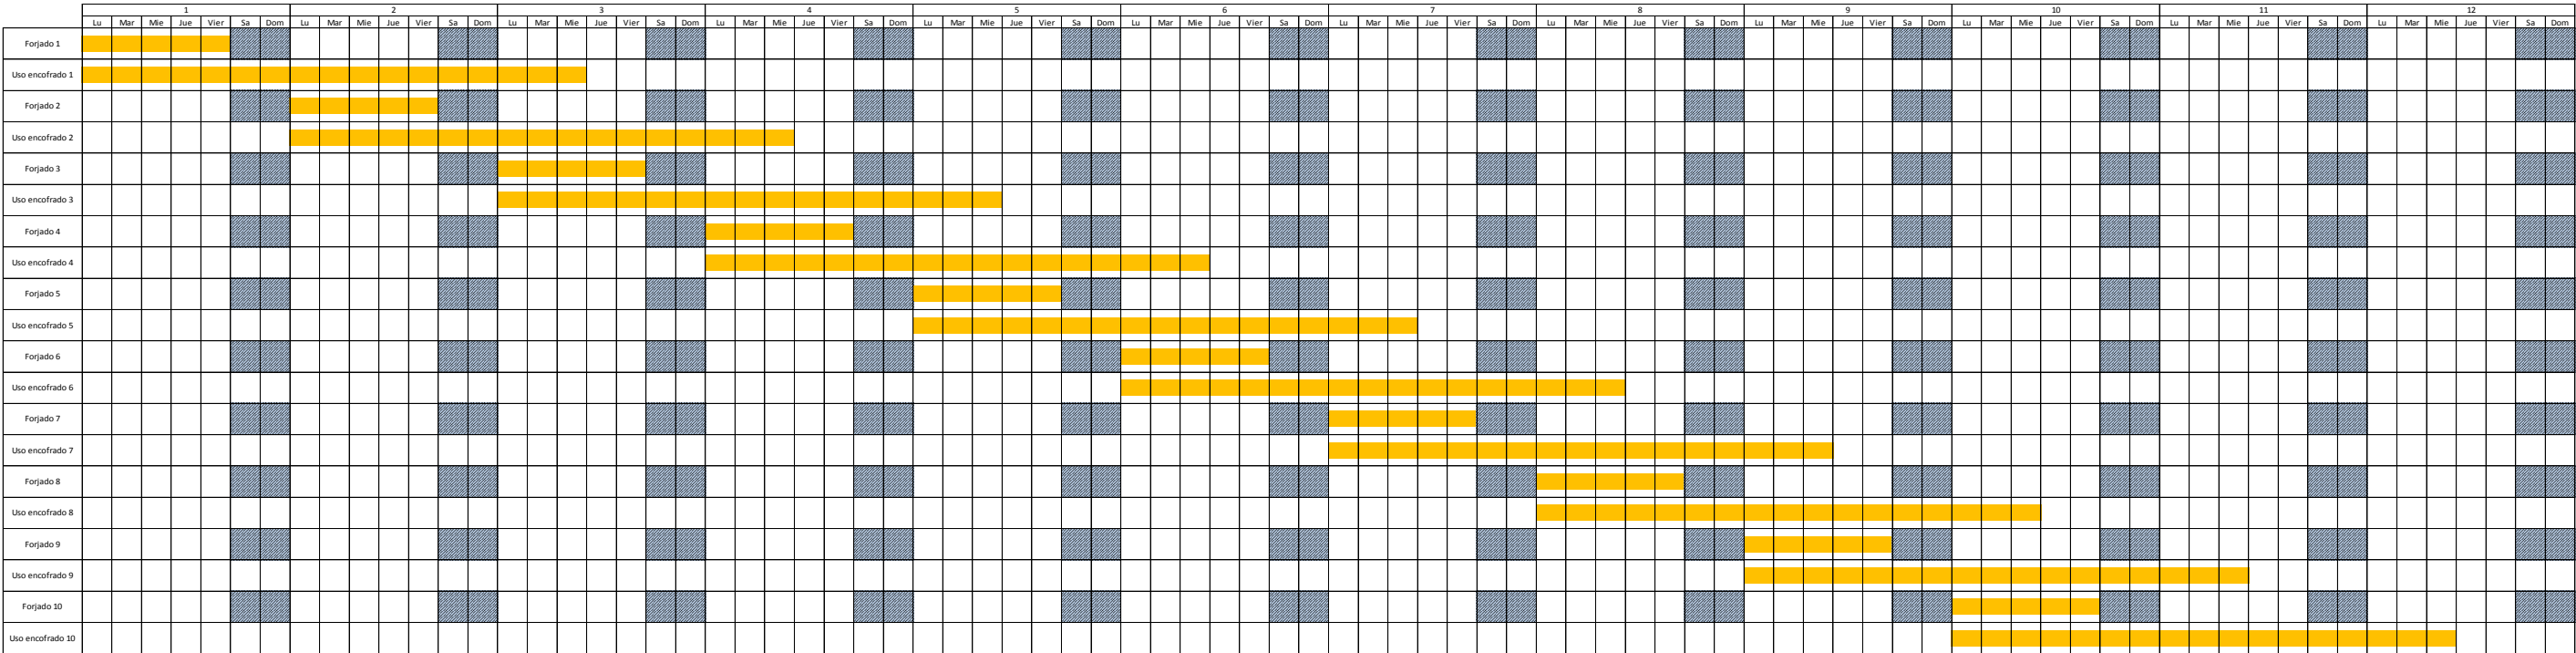 1 2 3 4 5 6 7 8 9 10 11 12
Lu Mar Mie Jue Vier Sa Dom Lu Mar Mie Jue Vier Sa Dom Lu Mar Mie Jue Vier Sa Dom Lu Mar Mie Jue Vier Sa Dom Lu Mar Mie Jue Vier Sa Dom Lu Mar Mie Jue Vier Sa Dom Lu Mar Mie Jue Vier Sa Dom Lu Mar Mie Jue Vier Sa Dom Lu Mar Mie Jue Vier Sa Dom Lu Mar Mie Jue Vier Sa Dom Lu Mar Mie Jue Vier Sa Dom Lu Mar Mie Jue Vier Sa Dom
Forjado 1
Uso encofrado 1
Forjado 2
Uso encofrado 2
Forjado 3
Uso encofrado 3
Forjado 4
Uso encofrado 4
Forjado 5
Uso encofrado 5
Forjado 6
Uso encofrado 6
Forjado 7
Uso encofrado 7
Forjado 8
Uso encofrado 8
Forjado 9
Uso encofrado 9
Forjado 10
Uso encofrado 10